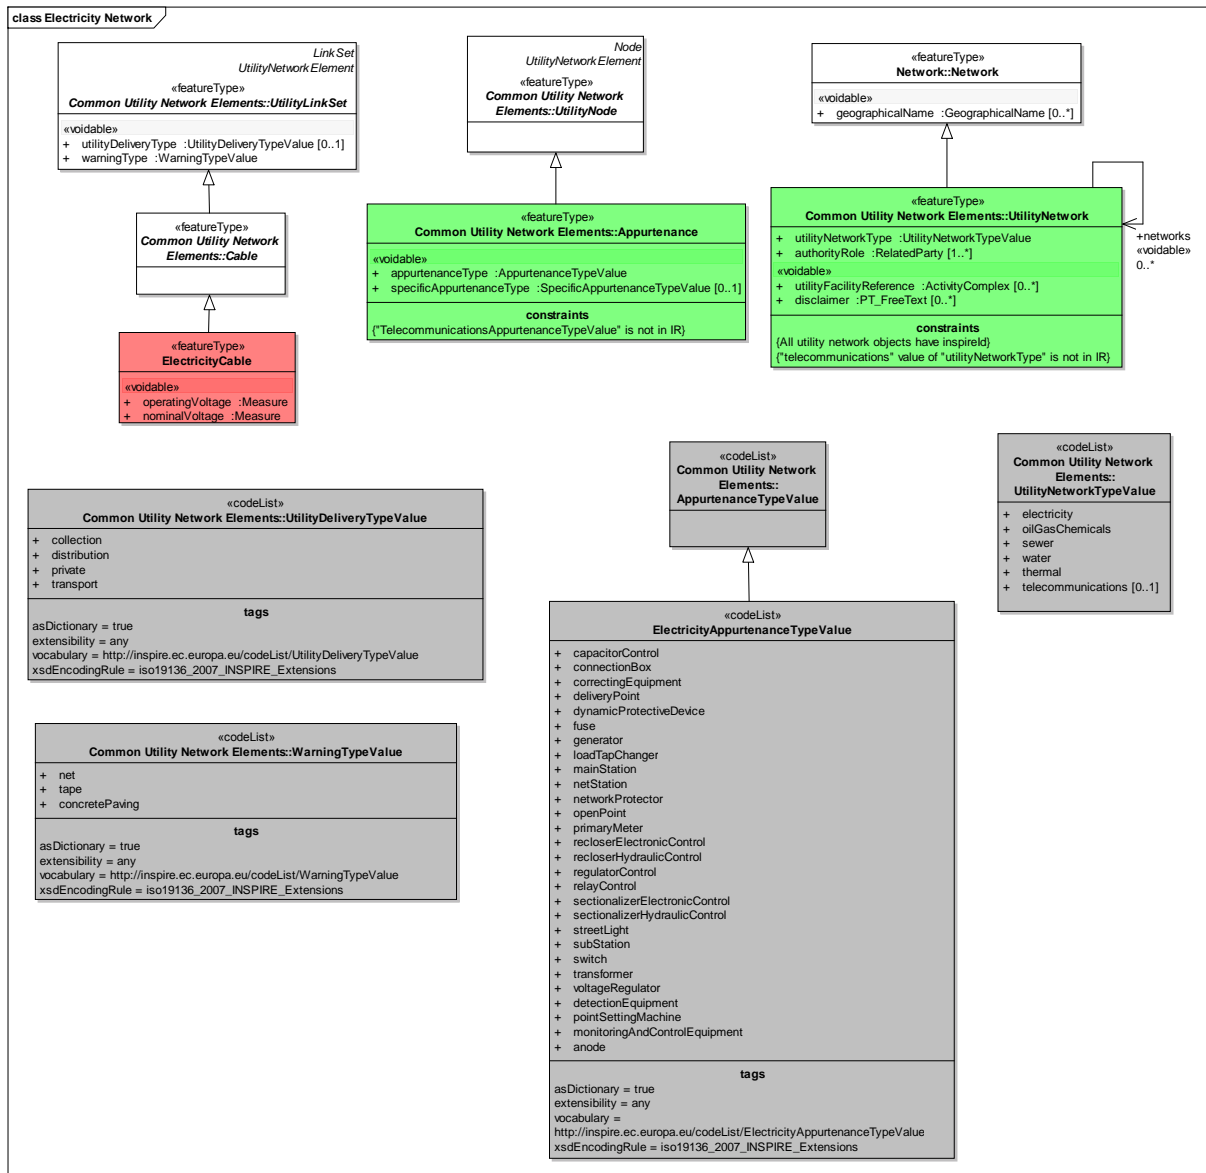 class Electricity Network
LinkSet
UtilityNetworkElement
«featureType»
Common Utility Network Elements::UtilityLinkSet
«voidable»
+ utilityDeliveryType :UtilityDeliveryTypeValue [0..1]
+ warningType :WarningTypeValue
Node
UtilityNetworkElement
«featureType»
Common Utility Network
Elements::UtilityNode
«featureType»
Network::Network
«voidable»
+ geographicalName :GeographicalName [0..*]
«featureType»
Common Utility Network
Elements::Cable
«featureType»
Common Utility Network Elements::Appurtenance
«voidable»
+ appurtenanceType :AppurtenanceTypeValue
+ specificAppurtenanceType :SpecificAppurtenanceTypeValue [0..1]
constraints
{"TelecommunicationsAppurtenanceTypeValue" is not in IR}
«featureType»
Common Utility Network Elements::UtilityNetwork
+ utilityNetworkType :UtilityNetworkTypeValue
+ authorityRole :RelatedParty [1..*]
«voidable»
+ utilityFacilityReference :ActivityComplex [0..*]
+ disclaimer :PT_FreeText [0..*]
constraints
{All utility network objects have inspireId}
{"telecommunications" value of "utilityNetworkType" is not in IR}
+networks
«voidable»
0..*
«featureType»
ElectricityCable
«voidable»
+ operatingVoltage :Measure
+ nominalVoltage :Measure
«codeList»
Common Utility Network Elements::UtilityDeliveryTypeValue
+ collection
+ distribution
+ private
+ transport
tags
asDictionary = true
extensibility = any
vocabulary = http://inspire.ec.europa.eu/codeList/UtilityDeliveryTypeValue
xsdEncodingRule = iso19136_2007_INSPIRE_Extensions
«codeList»
Common Utility Network
Elements::
AppurtenanceTypeValue
«codeList»
Common Utility Network
Elements::
UtilityNetworkTypeValue
+ electricity
+ oilGasChemicals
+ sewer
+ water
+ thermal
+ telecommunications [0..1]
«codeList»
Common Utility Network Elements::WarningTypeValue
+ net
+ tape
+ concretePaving
tags
asDictionary = true
extensibility = any
vocabulary = http://inspire.ec.europa.eu/codeList/WarningTypeValue
xsdEncodingRule = iso19136_2007_INSPIRE_Extensions
«codeList»
ElectricityAppurtenanceTypeValue
+ capacitorControl
+ connectionBox
+ correctingEquipment
+ deliveryPoint
+ dynamicProtectiveDevice
+ fuse
+ generator
+ loadTapChanger
+ mainStation
+ netStation
+ networkProtector
+ openPoint
+ primaryMeter
+ recloserElectronicControl
+ recloserHydraulicControl
+ regulatorControl
+ relayControl
+ sectionalizerElectronicControl
+ sectionalizerHydraulicControl
+ streetLight
+ subStation
+ switch
+ transformer
+ voltageRegulator
+ detectionEquipment
+ pointSettingMachine
+ monitoringAndControlEquipment
+ anode
tags
asDictionary = true
extensibility = any
vocabulary =
http://inspire.ec.europa.eu/codeList/ElectricityAppurtenanceTypeValue
xsdEncodingRule = iso19136_2007_INSPIRE_Extensions